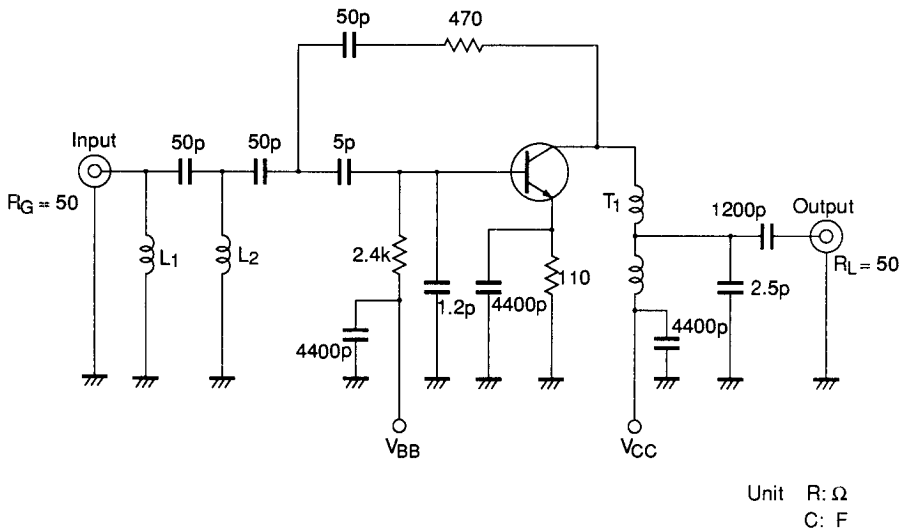 50p
470
Input
50p
50p
5p
R_G = 50
L1
L2
T1
1200p
Output
R_L = 50
2.4k
4400p
1.2p
4400p
110
4400p
2.5p
V_BB
V_CC
Unit R: Ω
C: F